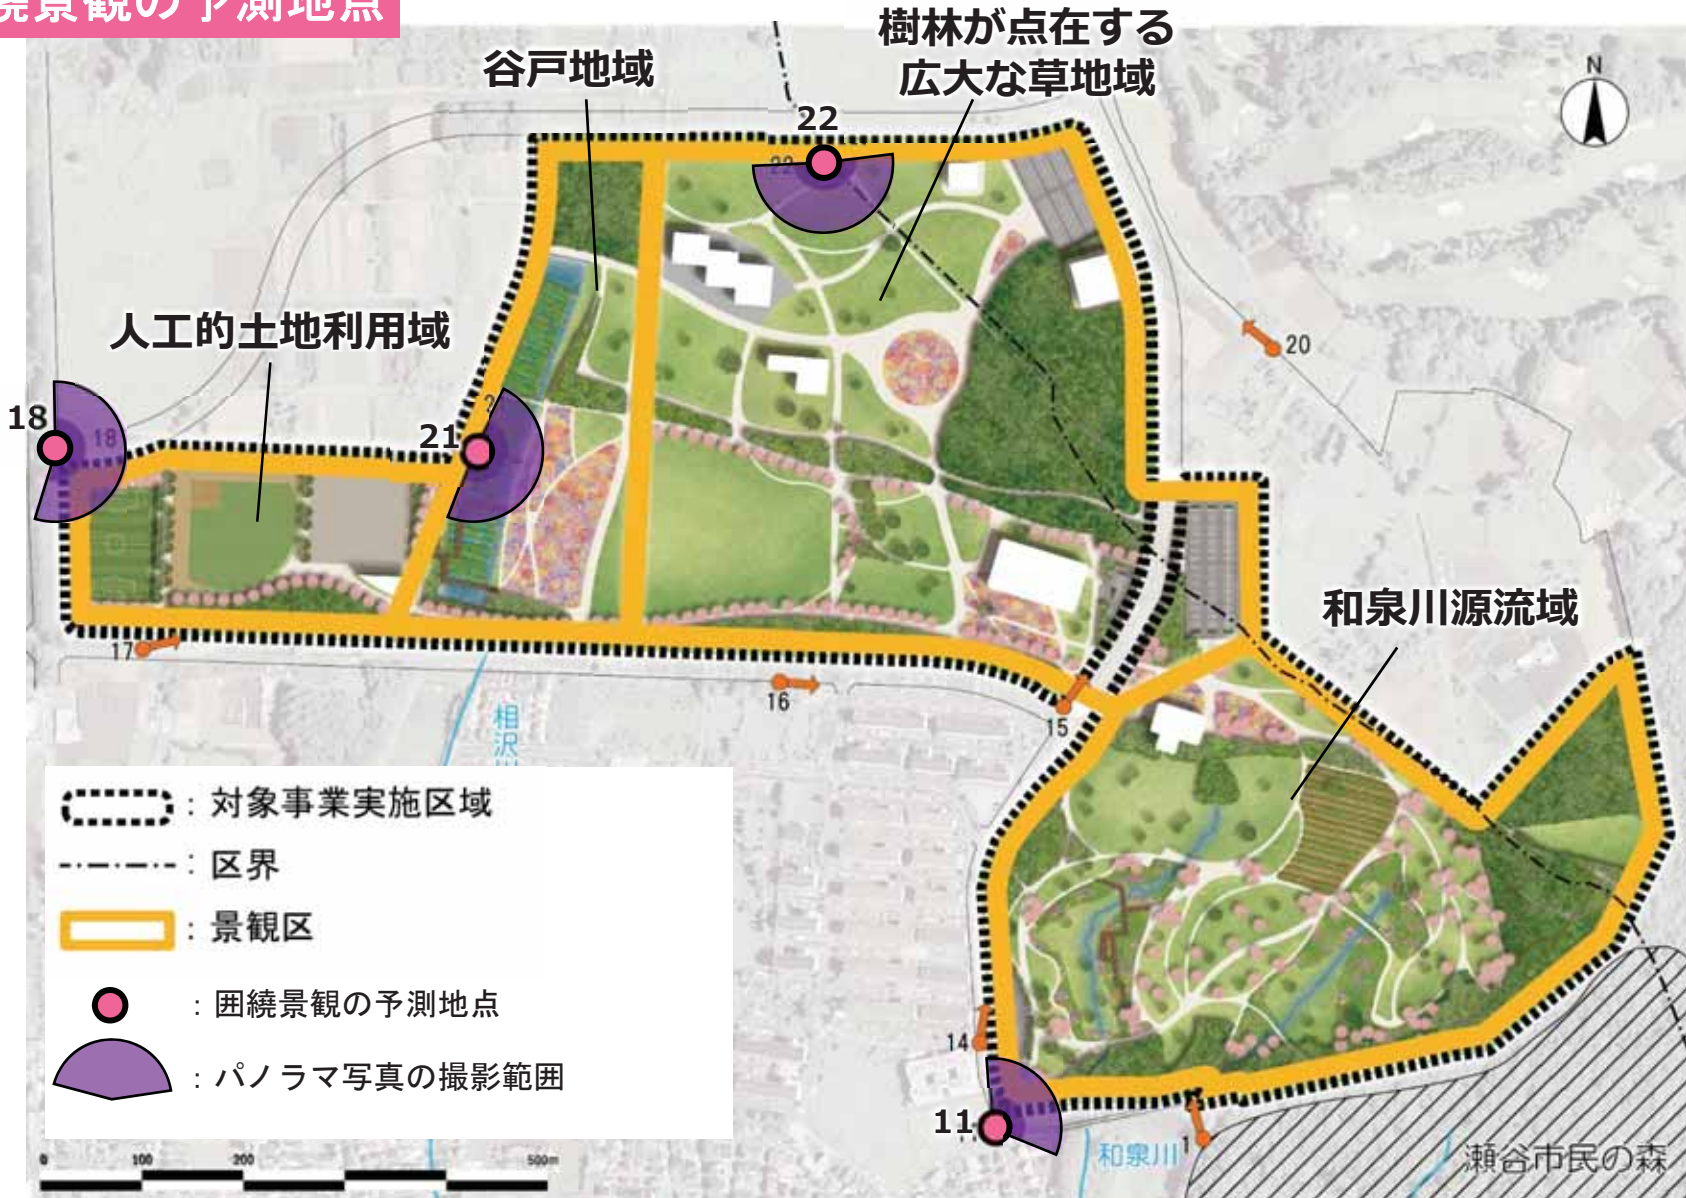 囲繞景観の予測地点
樹林が点在する
広大な草地域
谷戸地域
22
22
N
人工的土地利用域
20
18
18
21
和泉川源流域
17
16
15
相沢川
: 対象事業実施区域
: 区界
: 景観区
: 囲繞景観の予測地点
: パノラマ写真の撮影範囲
14
11
1
和泉川
瀬谷市民の森
0 100 200 500m